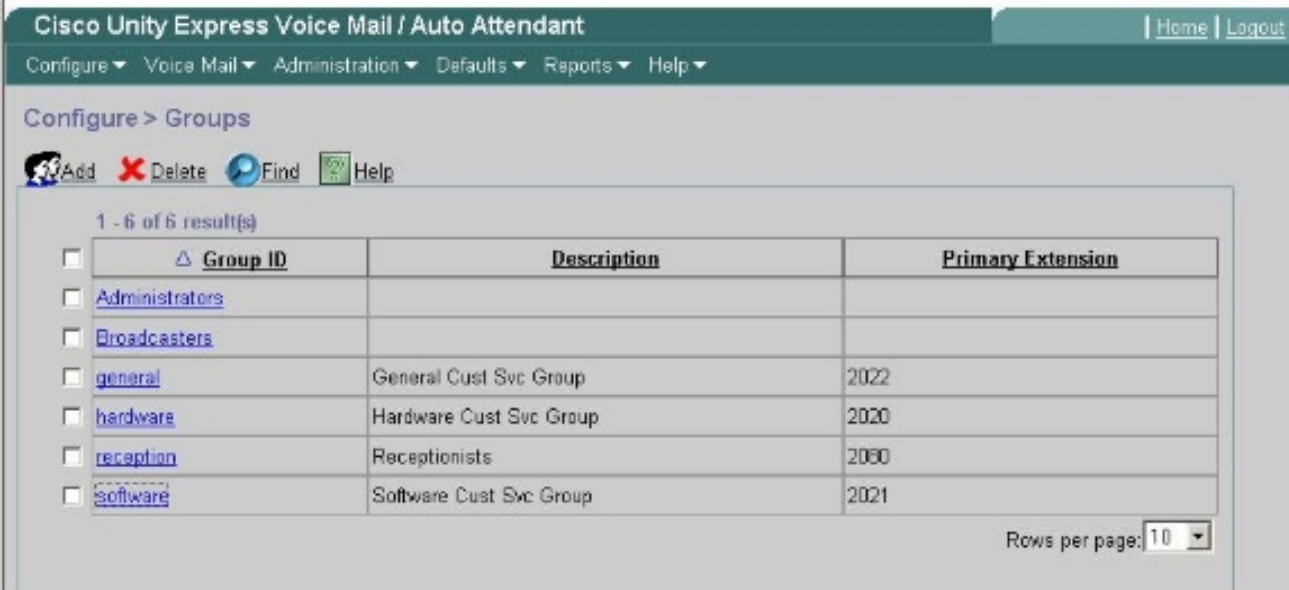 Cisco Unity Express Voice Mail / Auto Attendant
Home | Logout
Configure Voice Mail Administration Defaults Reports Help
Configure > Groups
Add Delete Find Help
1 - 6 of 6 result(s)
Group ID Description Primary Extension
Administrators
Broadcasters
general General Cust Svc Group 2022
hardware Hardware Cust Svc Group 2020
reception Receptionists
software Software Cust Svc Group 2021
Rows per page: 10